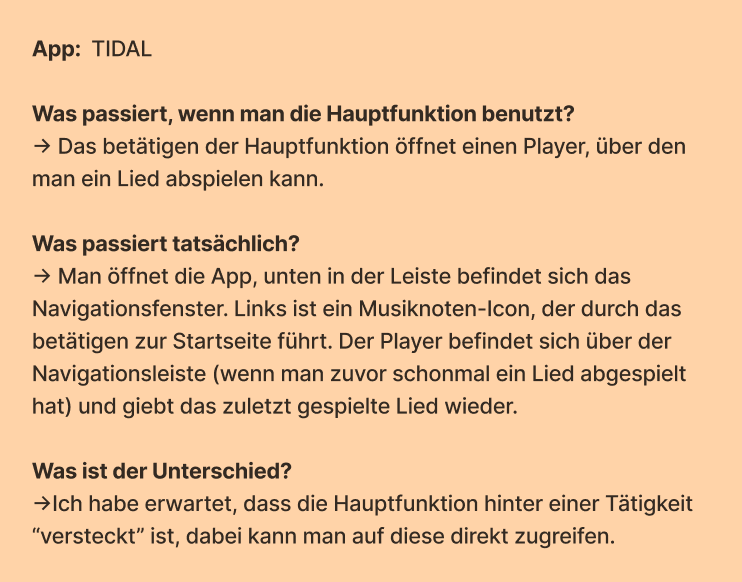 App: TIDAL
Was passiert, wenn man die Hauptfunktion benutzt?
→ Das betätigen der Hauptfunktion öffnet einen Player, über den
man ein Lied abspielen kann.
Was passiert tatsächlich?
→ Man öffnet die App, unten in der Leiste befindet sich das
Navigationsfenster. Links ist ein Musiknoten-Icon, der durch das
betätigen zur Startseite führt. Der Player befindet sich über der
Navigationsleiste (wenn man zuvor schonmal ein Lied abgespielt
hat) und giebt das zuletzt gespielte Lied wieder.
Was ist der Unterschied?
→Ich habe erwartet, dass die Hauptfunktion hinter einer Tätigkeit
“versteckt” ist, dabei kann man auf diese direkt zugreifen.